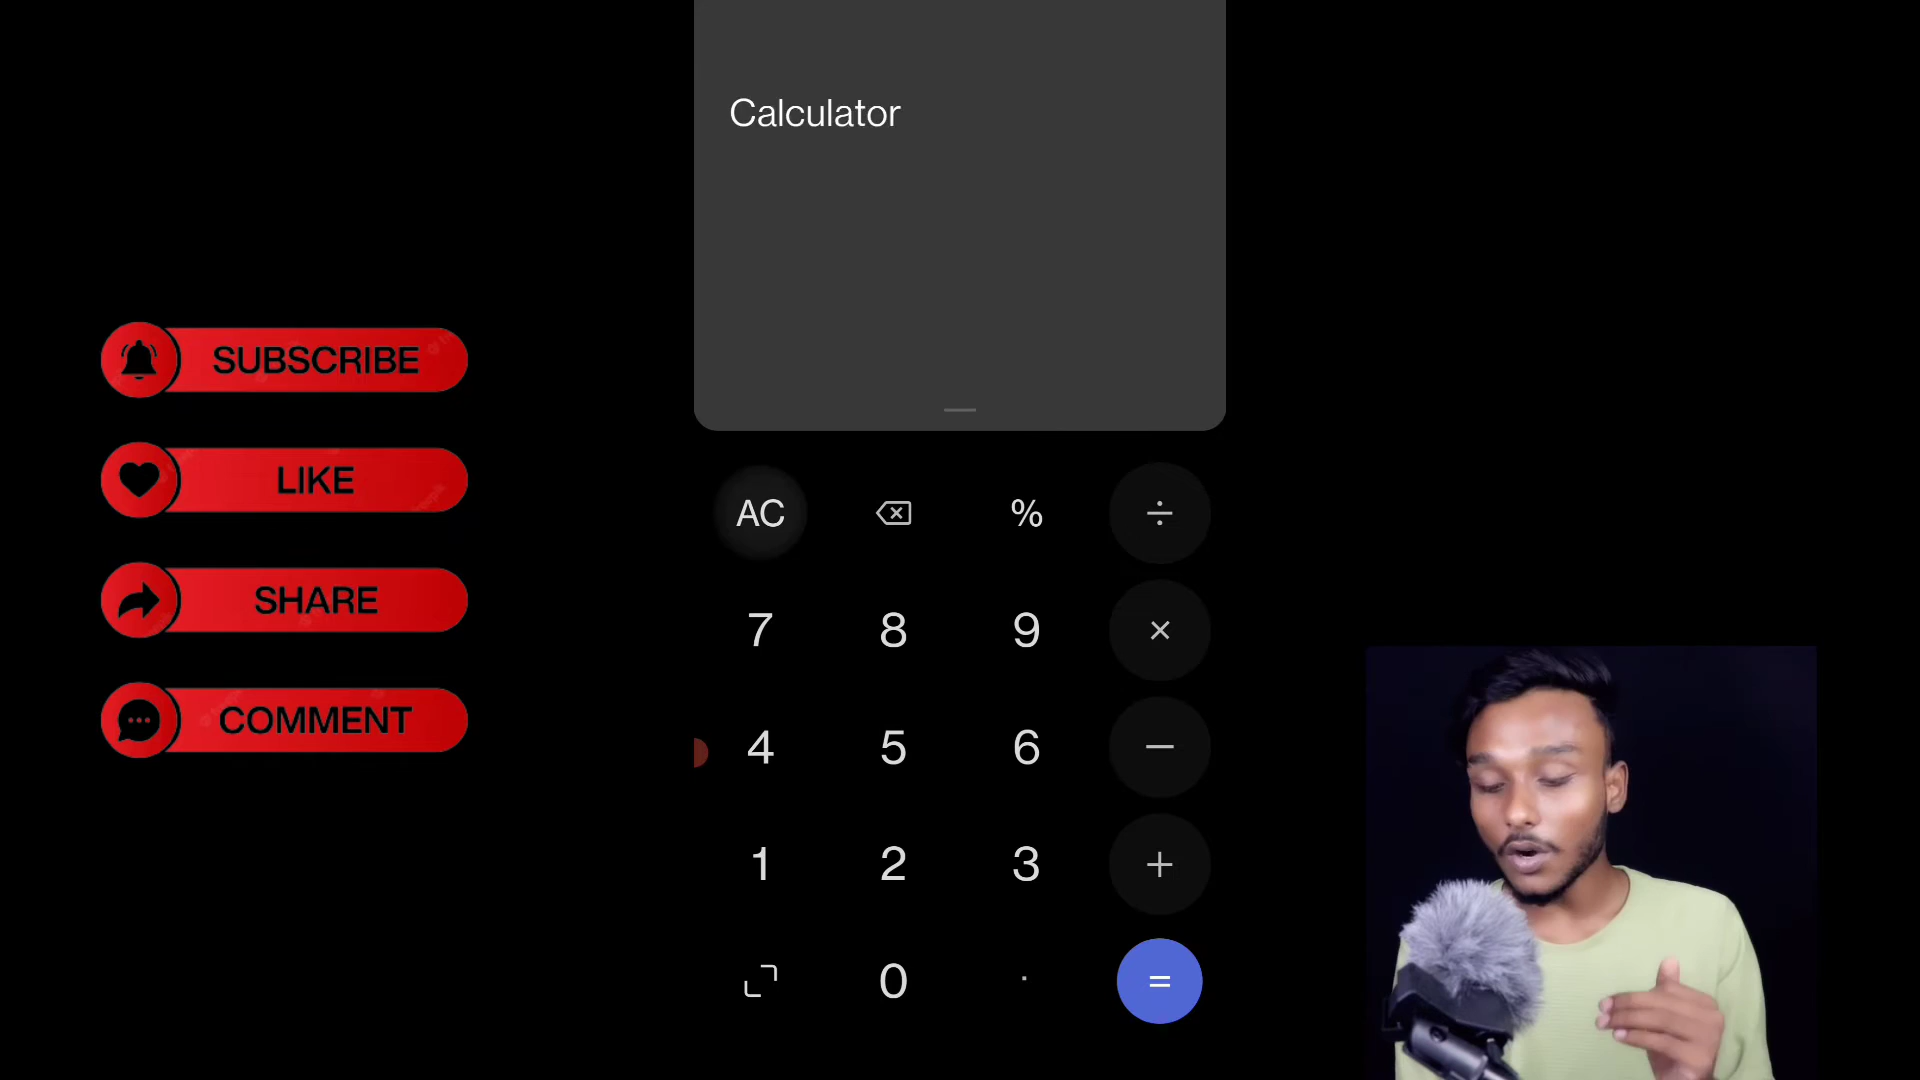 Calculator
SUBSCRIBE
LIKE
SHARE
COMMENT
AC % ÷
7 8 9 ×
4 5 6 −
1 2 3 +
0 . =